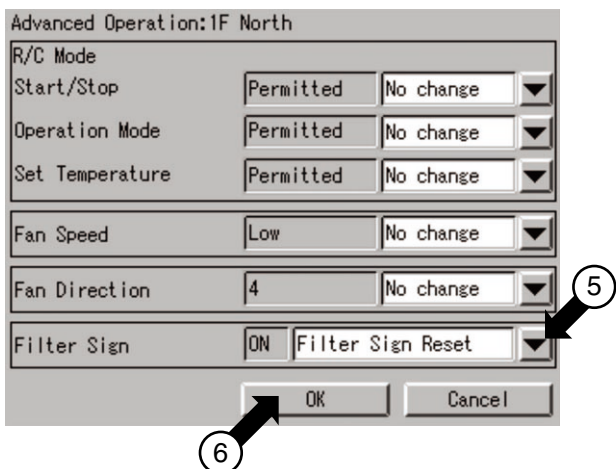 Advanced Operation:1F North
R/C Mode
Start/Stop Permitted No change
Operation Mode Permitted No change
Set Temperature Permitted No change
Fan Speed Low No change
Fan Direction 4 No change
5
Filter Sign ON Filter Sign Reset
OK Cancel
6